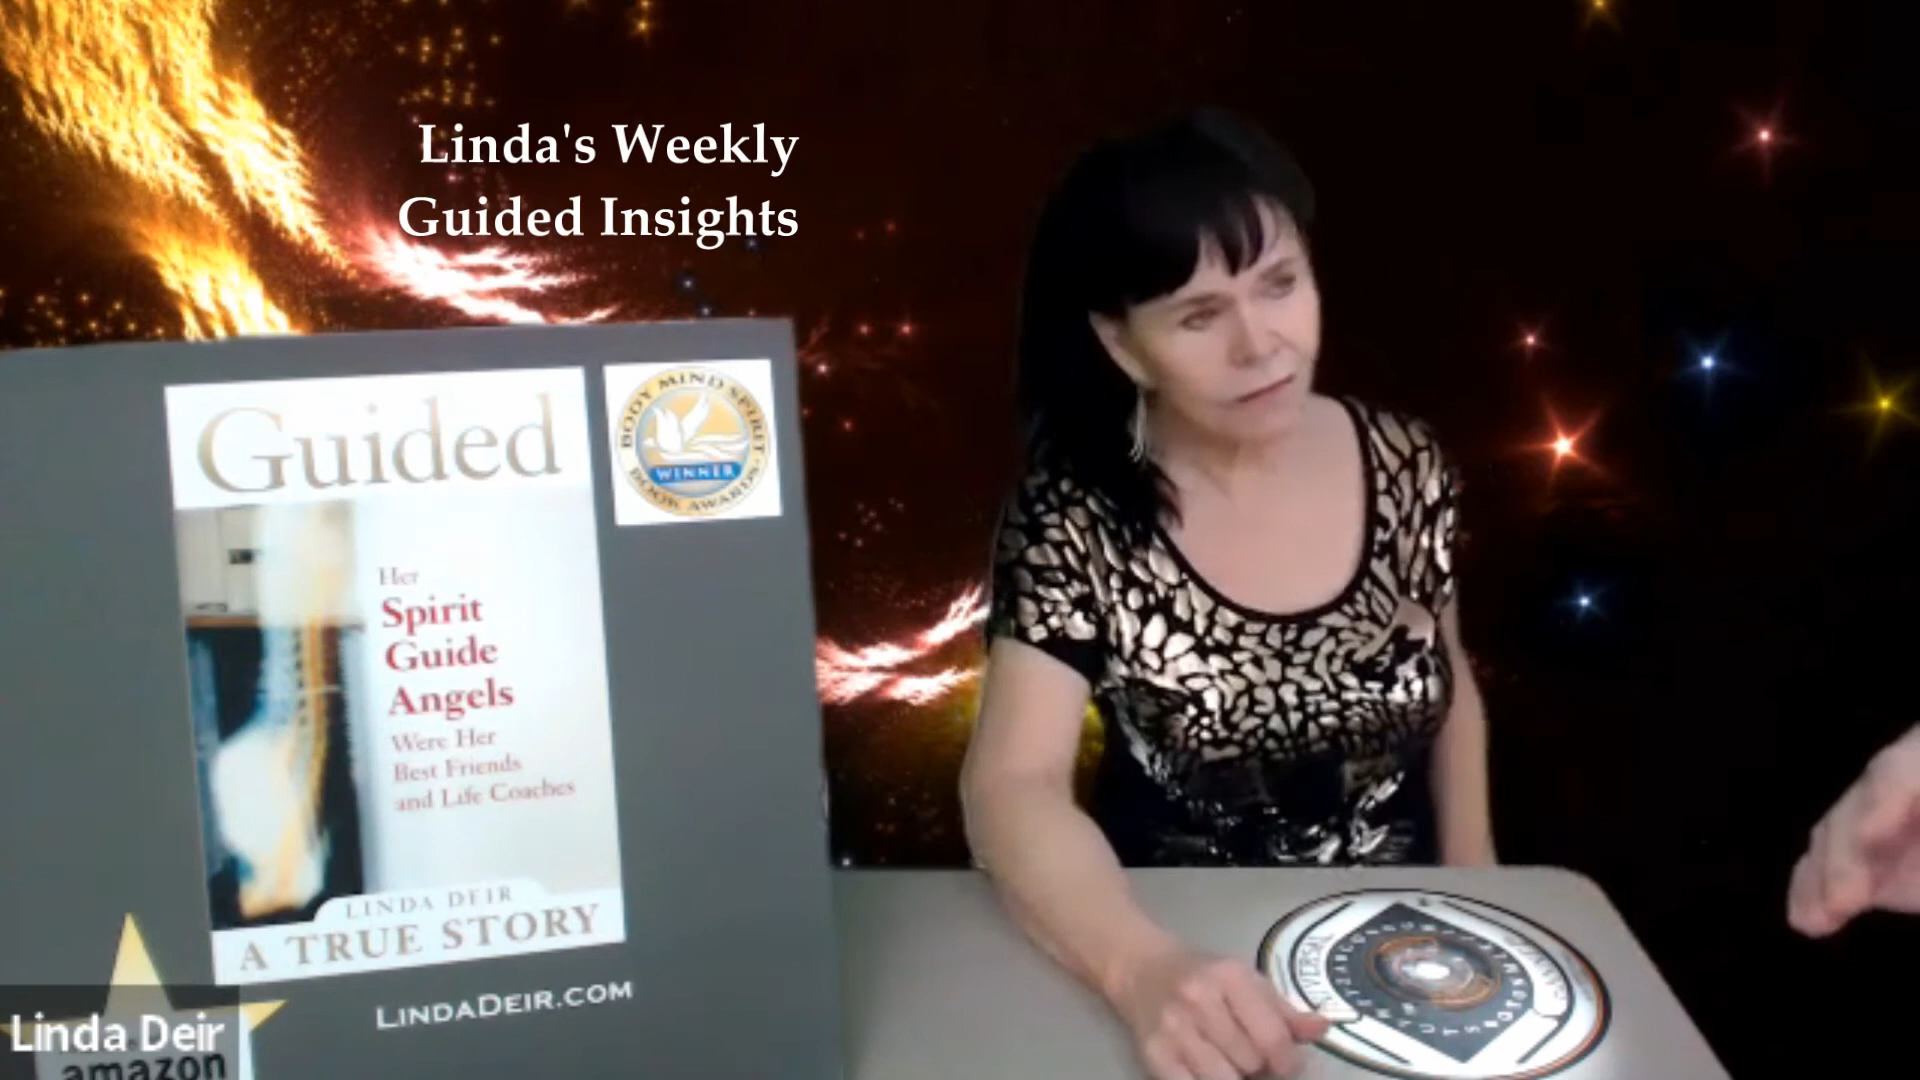 Linda's Weekly
Guided Insights
Guided
BODY MIND SPIRIT
WINNER
BOOK AWARDS
Her
Spirit
Guide
Angels
Were Her
Best Friends
and Life Coaches
LINDA DEIR
A TRUE STORY
LINDADEIR.COM
Linda Deir
amazon